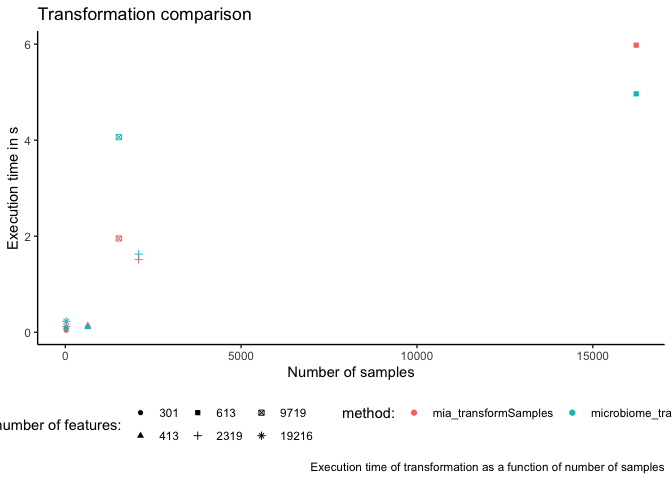 Transformation comparison
6
4
2
0
Execution time in s
0 5000 10000 15000
Number of samples
number of features:
301 613 9719
413 2319 19216
method: mia_transformSamples microbiome_tra
Execution time of transformation as a function of number of samples